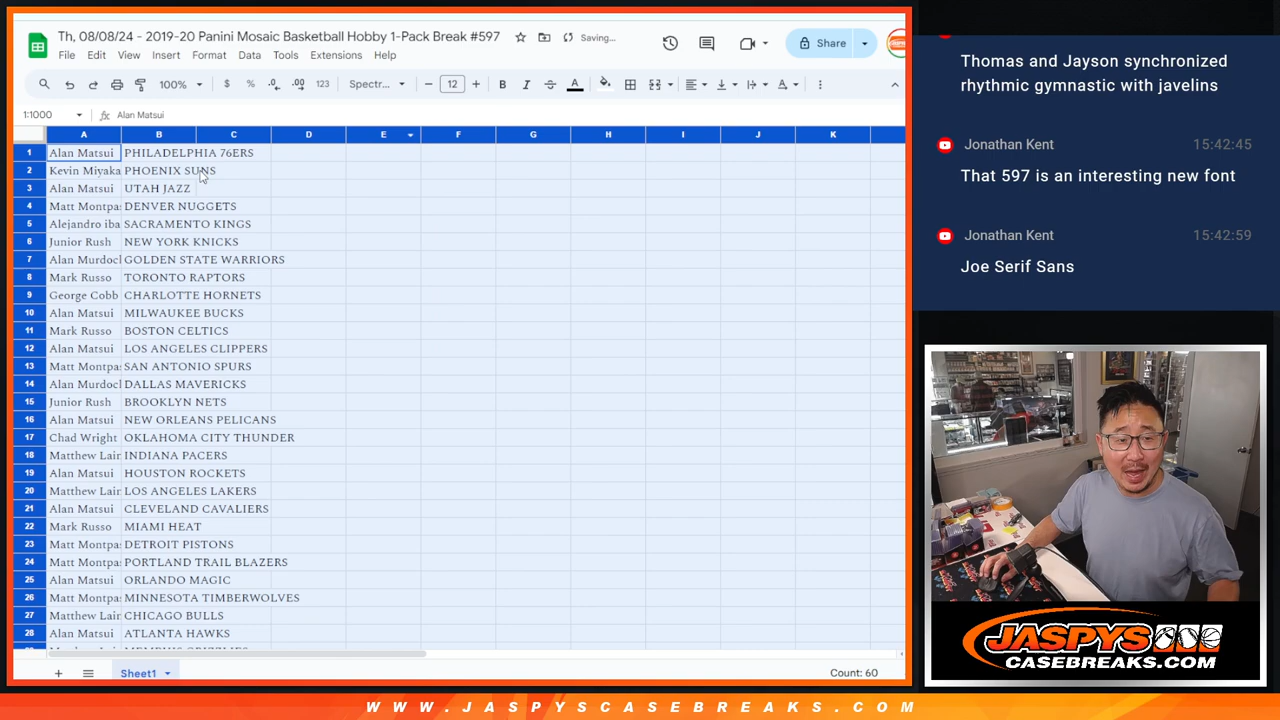 Th, 08/08/24 - 2019-20 Panini Mosaic Basketball Hobby 1-Pack Break #597
Saving...
File Edit View Insert Format Data Tools Extensions Help
Share
100% $ % .0 .00 123 Spectr... 12 B I A
1:1000 fx Alan Matsui
A B C D E F G H I J K
1 Alan Matsui PHILADELPHIA 76ERS
2 Kevin Miyaka PHOENIX SUNS
3 Alan Matsui UTAH JAZZ
4 Matt Montpas DENVER NUGGETS
5 Alejandro iba SACRAMENTO KINGS
6 Junior Rush NEW YORK KNICKS
7 Alan Murdoch GOLDEN STATE WARRIORS
8 Mark Russo TORONTO RAPTORS
9 George Cobb CHARLOTTE HORNETS
10 Alan Matsui MILWAUKEE BUCKS
11 Mark Russo BOSTON CELTICS
12 Alan Matsui LOS ANGELES CLIPPERS
13 Matt Montpas SAN ANTONIO SPURS
14 Alan Murdoch DALLAS MAVERICKS
15 Junior Rush BROOKLYN NETS
16 Alan Matsui NEW ORLEANS PELICANS
17 Chad Wright OKLAHOMA CITY THUNDER
18 Matthew Lain INDIANA PACERS
19 Alan Matsui HOUSTON ROCKETS
20 Matthew Lain LOS ANGELES LAKERS
21 Alan Matsui CLEVELAND CAVALIERS
22 Mark Russo MIAMI HEAT
23 Matt Montpas DETROIT PISTONS
24 Matt Montpas PORTLAND TRAIL BLAZERS
25 Alan Matsui ORLANDO MAGIC
26 Matt Montpas MINNESOTA TIMBERWOLVES
27 Matthew Lain CHICAGO BULLS
28 Alan Matsui ATLANTA HAWKS
Sheet1
Count: 60
Thomas and Jayson synchronized
rhythmic gymnastic with javelins
Jonathan Kent 15:42:45
That 597 is an interesting new font
Jonathan Kent 15:42:59
Joe Serif Sans
JASPYS
CASEBREAKS.COM
WWW.JASPYSCASEBREAKS.COM